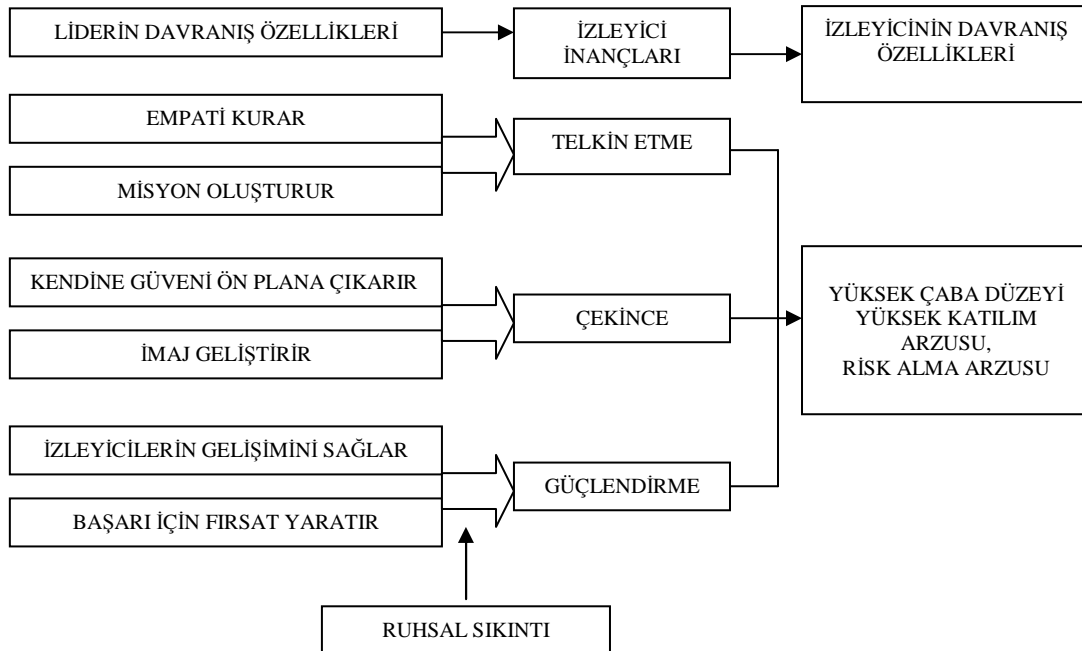 LİDERİN DAVRANIŞ ÖZELLİKLERİ
İZLEYİCİ
İNANÇLARI
İZLEYİCİNİN DAVRANIŞ
ÖZELLİKLERİ
EMPATİ KURAR
MİSYON OLUŞTURUR
TELKİN ETME
KENDİNE GÜVENİ ÖN PLANA ÇIKARIR
İMAJ GELİŞTİRİR
ÇEKİNCE
YÜKSEK ÇABA DÜZEYİ
YÜKSEK KATILIM
ARZUSU,
RİSK ALMA ARZUSU
İZLEYİCİLERİN GELİŞİMİNİ SAĞLAR
BAŞARI İÇİN FIRSAT YARATIR
GÜÇLENDİRME
RUHSAL SIKINTI